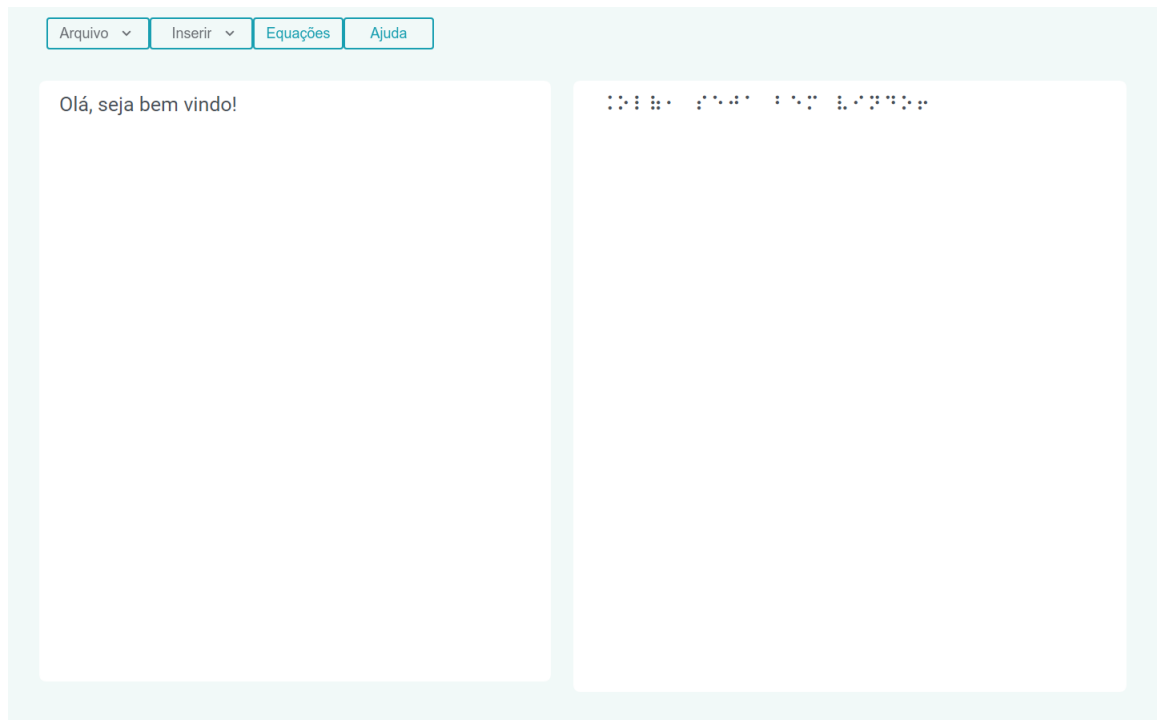 Arquivo Inserir Equações Ajuda
Olá, seja bem vindo!
⠨⠕⠇⠷⠂ ⠎⠑⠚⠁ ⠃⠑⠍ ⠧⠊⠝⠙⠕⠖